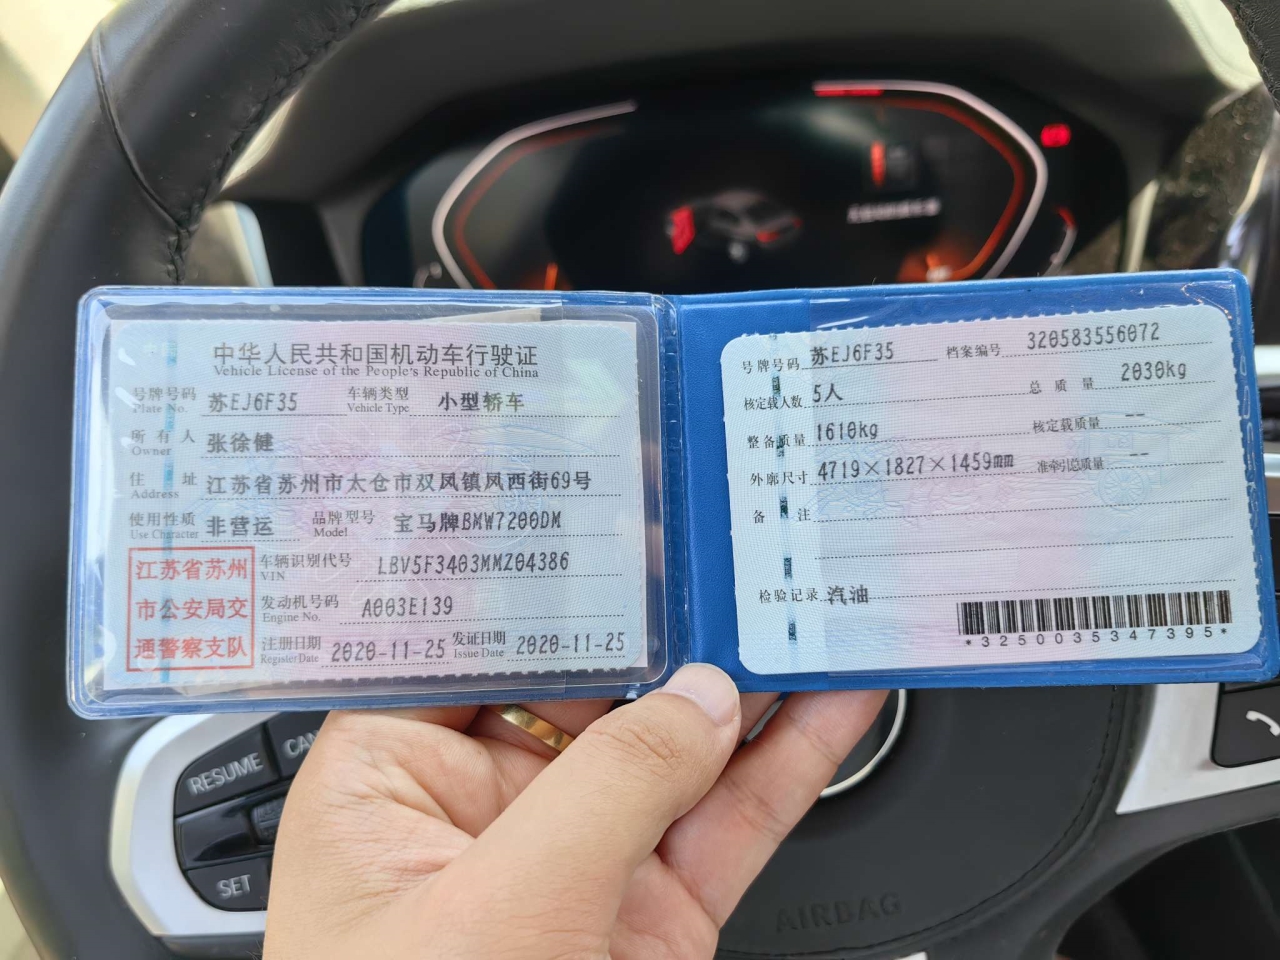 中华人民共和国机动车行驶证
Vehicle License of the People's Republic of China
号牌号码 苏EJ6F35 车辆类型 小型轿车
Plate No. Vehicle Type
所有人 张徐健
Owner
住址 江苏省苏州市太仓市双凤镇凤西街69号
Address
使用性质 非营运 品牌型号 宝马牌BMW7200DM
Use Character Model
江苏省苏州
市公安局交
通警察支队
车辆识别代号 LBV5F3403MMZ04386
VIN
发动机号码 A003E139
Engine No.
注册日期 2020-11-25 发证日期 2020-11-25
Register Date Issue Date
号牌号码 苏EJ6F35 档案编号 320583556072
核定载人数 5人 总质量 2030kg
整备质量 1610kg 核定载质量 --
外廓尺寸 4719×1827×1459mm 准牵引总质量 --
备注
检验记录 汽油
*3250035347395*
RESUME
CAN
SET
AIRBAG